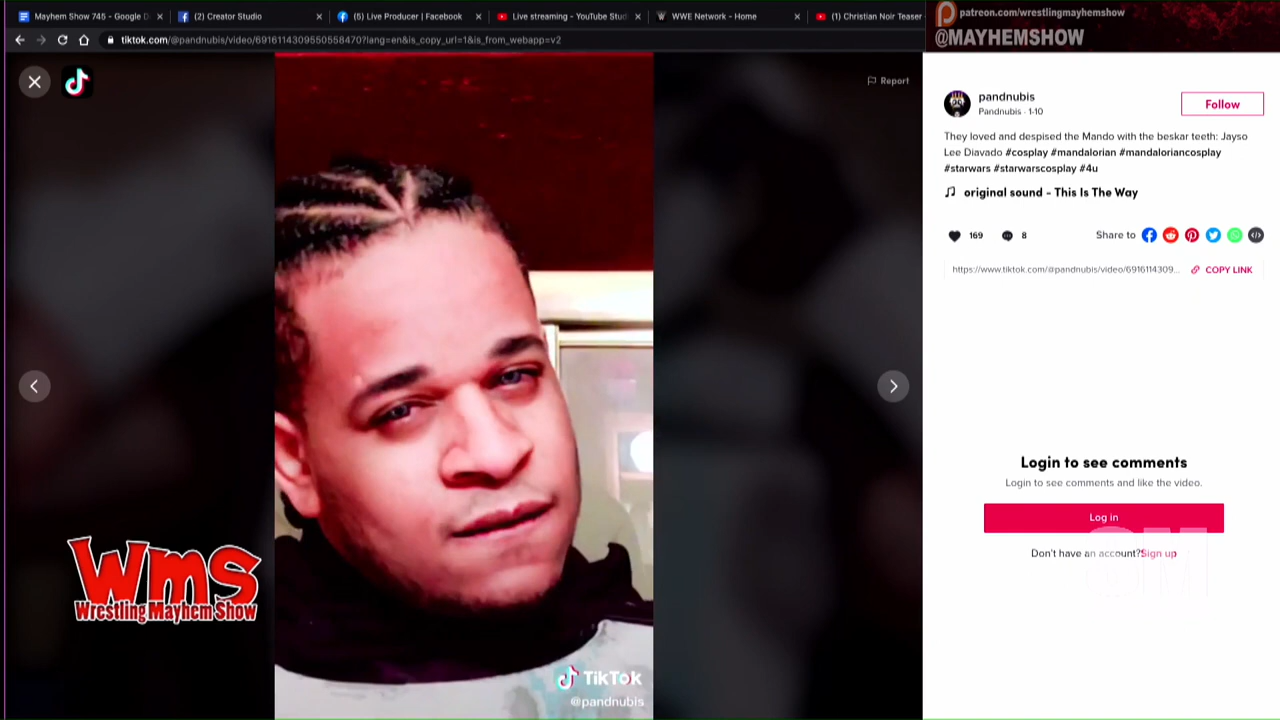 Mayhem Show 745 - Google D
(2) Creator Studio
(5) Live Producer | Facebook
Live streaming - YouTube Stud
WWE Network - Home
(1) Christian Noir Teaser -
tiktok.com/@pandnubis/video/6916114309550558470?lang=en&is_copy_url=1&is_from_webapp=v2
patreon.com/wrestlingmayhemshow
@MAYHEMSHOW
Report
pandnubis
Pandnubis · 1-10
Follow
They loved and despised the Mando with the beskar teeth: Jayso
Lee Diavado #cosplay #mandalorian #mandaloriancosplay
#starwars #starwarscosplay #4u
original sound - This Is The Way
169
8
Share to
https://www.tiktok.com/@pandnubis/video/6916114309...
COPY LINK
Login to see comments
Login to see comments and like the video.
Log in
Don't have an account? Sign up
Wms
Wrestling Mayhem Show
TikTok
@pandnubis